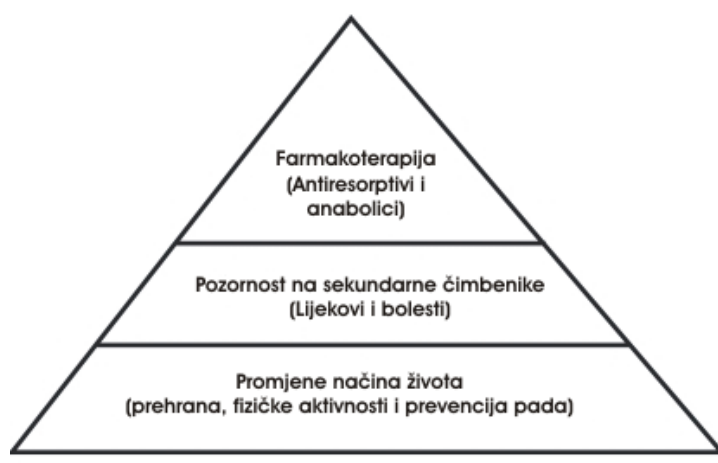 Farmakoterapija
(Antiresorptivi i
anabolici)
Pozornost na sekundarne čimbenike
(Lijekovi i bolesti)
Promjene načina života
(prehrana, fizičke aktivnosti i prevencija pada)